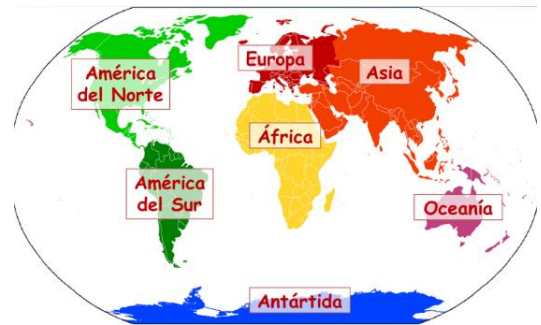 Europa
América
del Norte
Asia
África
América
del Sur
Oceanía
Antártida